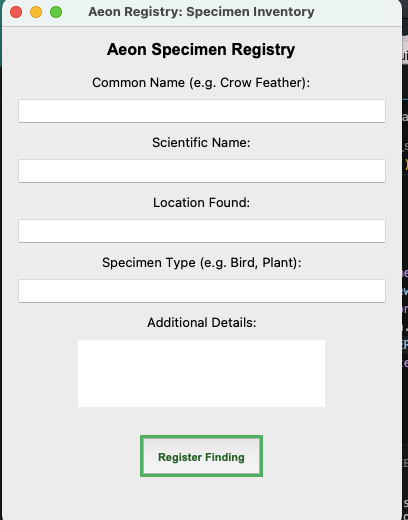 Aeon Registry: Specimen Inventory
Aeon Specimen Registry
Common Name (e.g. Crow Feather):
Scientific Name:
Location Found:
Specimen Type (e.g. Bird, Plant):
Additional Details:
Register Finding